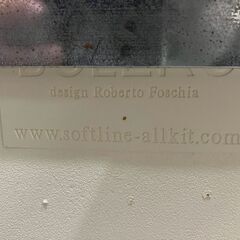 design Roberto Foschia
www.softline-allkit.com